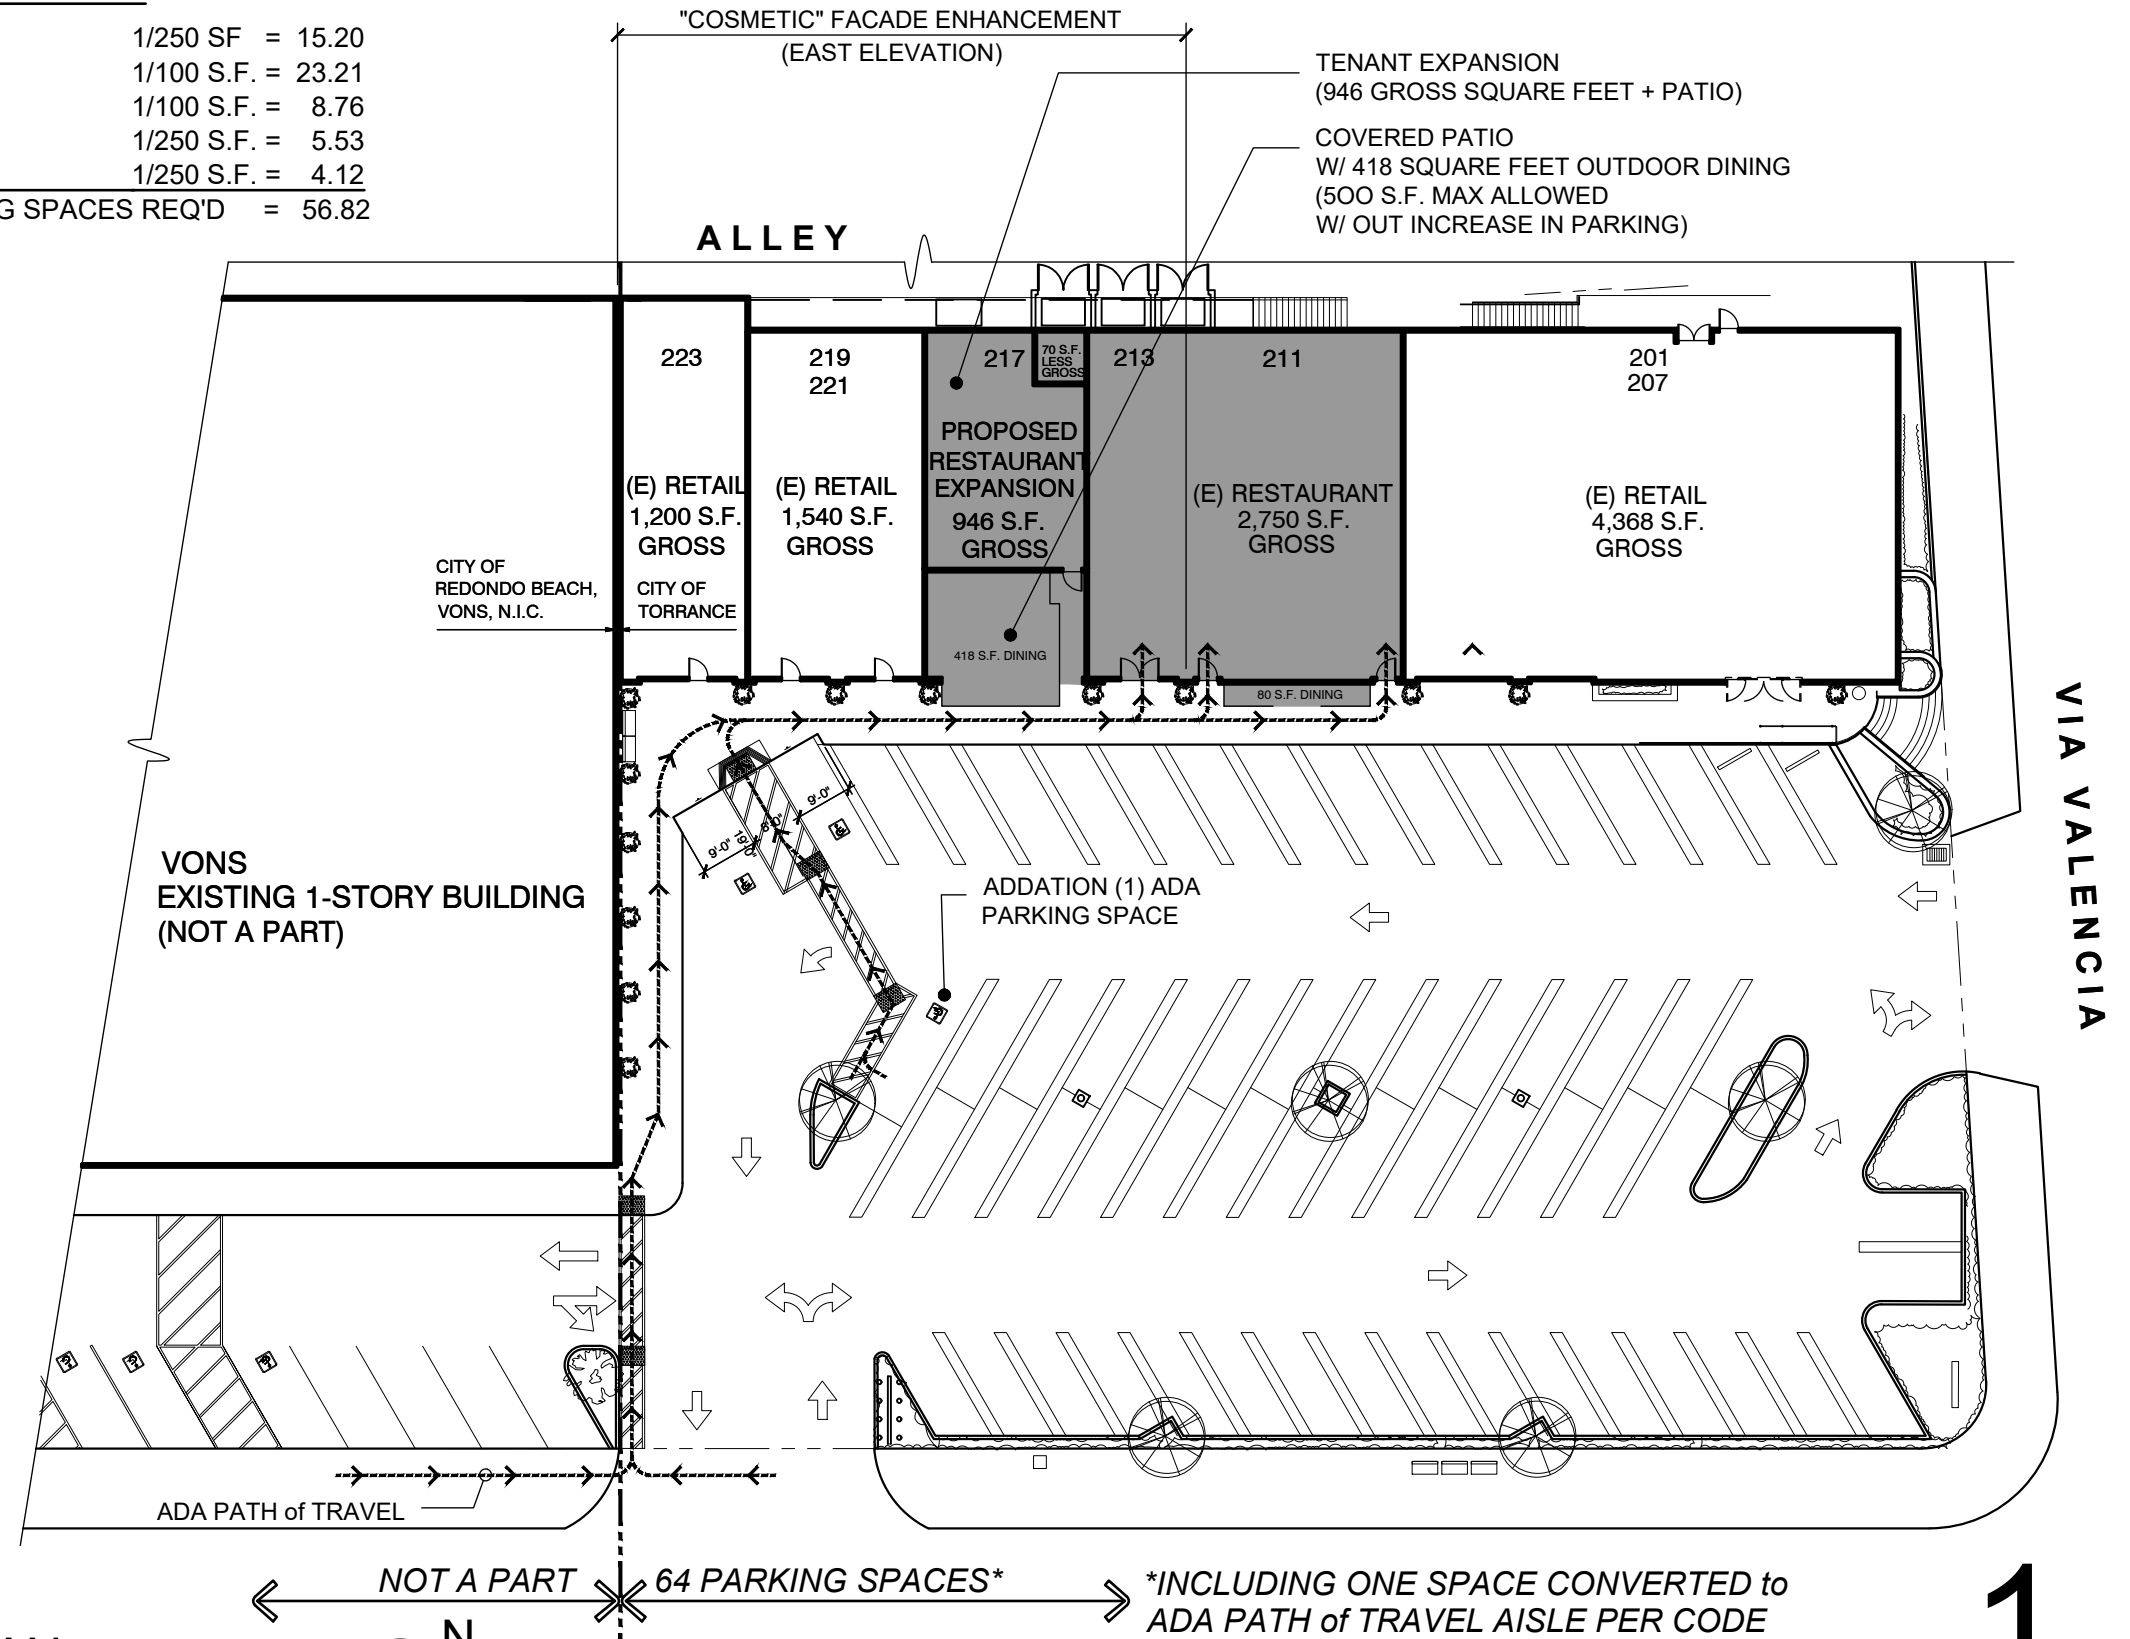 1/250 SF = 15.20
1/100 S.F. = 23.21
1/100 S.F. = 8.76
1/250 S.F. = 5.53
1/250 S.F. = 4.12
G SPACES REQ'D = 56.82
"COSMETIC" FACADE ENHANCEMENT
(EAST ELEVATION)
TENANT EXPANSION
(946 GROSS SQUARE FEET + PATIO)
COVERED PATIO
W/ 418 SQUARE FEET OUTDOOR DINING
(5OO S.F. MAX ALLOWED
W/ OUT INCREASE IN PARKING)
ALLEY
223
219
221
217
70 S.F.
LESS
GROSS
213
211
201
207
(E) RETAIL
1,200 S.F.
GROSS
(E) RETAIL
1,540 S.F.
GROSS
PROPOSED
RESTAURANT
EXPANSION
946 S.F.
GROSS
(E) RESTAURANT
2,750 S.F.
GROSS
(E) RETAIL
4,368 S.F.
GROSS
CITY OF
REDONDO BEACH,
VONS, N.I.C.
CITY OF
TORRANCE
418 S.F. DINING
80 S.F. DINING
VIA VALENCIA
9'-0"
19'-0"
8'-0"
9'-0"
VONS
EXISTING 1-STORY BUILDING
(NOT A PART)
ADDATION (1) ADA
PARKING SPACE
ADA PATH of TRAVEL
NOT A PART
64 PARKING SPACES*
*INCLUDING ONE SPACE CONVERTED to
ADA PATH of TRAVEL AISLE PER CODE
1
N